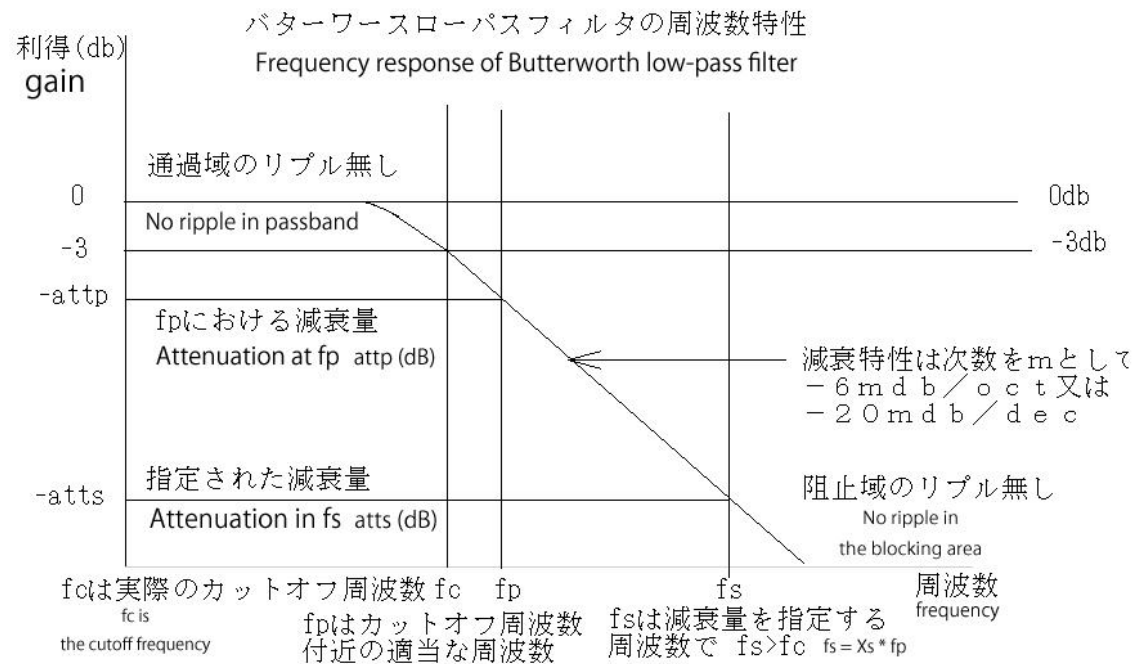 バターワースローパスフィルタの周波数特性
Frequency response of Butterworth low-pass filter
利得(db)
gain
通過域のリプル無し
0
0db
No ripple in passband
-3
-3db
-attp
fpにおける減衰量
Attenuation at fp attp (dB)
減衰特性は次数をmとして
－６ｍｄｂ／ｏｃｔ又は
－２０ｍｄｂ／ｄｅｃ
指定された減衰量
-atts
Attenuation in fs atts (dB)
阻止域のリプル無し
No ripple in
the blocking area
fcは実際のカットオフ周波数 fc fp fs 周波数
frequency
fc is
the cutoff frequency
fpはカットオフ周波数
付近の適当な周波数
fsは減衰量を指定する
周波数で fs>fc fs = Xs * fp